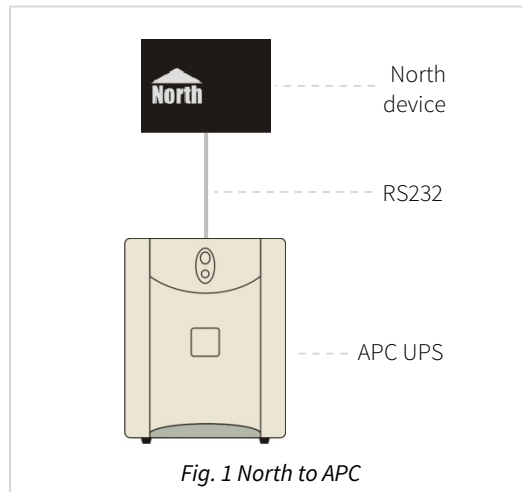 North
North
device
RS232
APC UPS
Fig. 1 North to APC